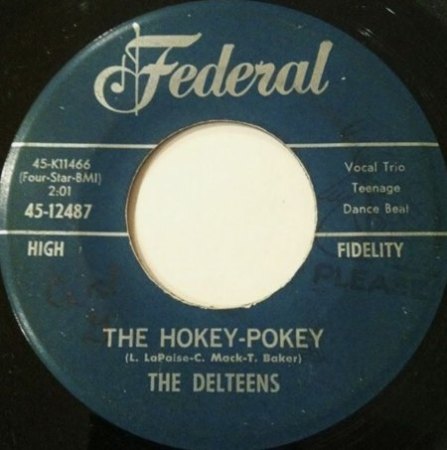 Federal
45-K11466
(Four-Star-BMI)
2:01
45-12487
Vocal Trio
Teenage
Dance Beat
HIGH
FIDELITY
PLEASE
THE HOKEY-POKEY
(L. LaPaise-C. Mack-T. Baker)
THE DELTEENS